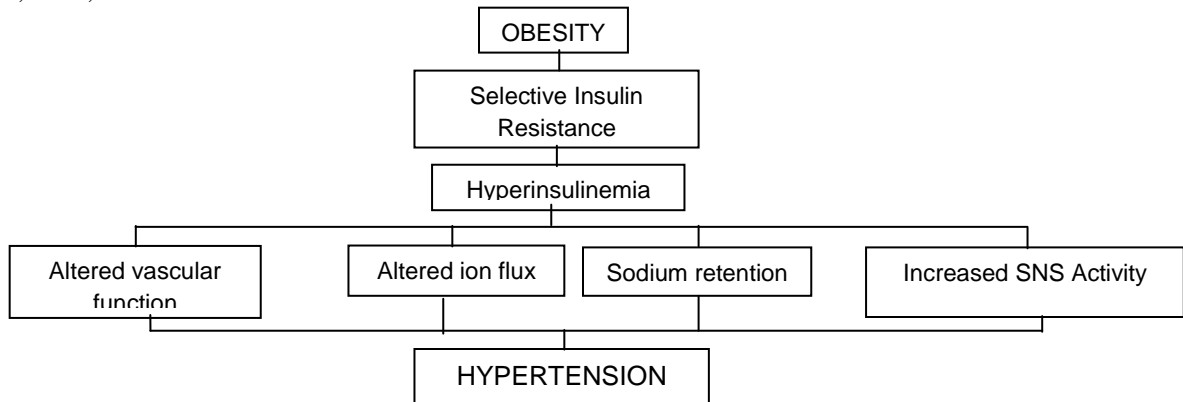 OBESITY
Selective Insulin
Resistance
Hyperinsulinemia
Altered vascular
function
Altered ion flux
Sodium retention
Increased SNS Activity
HYPERTENSION